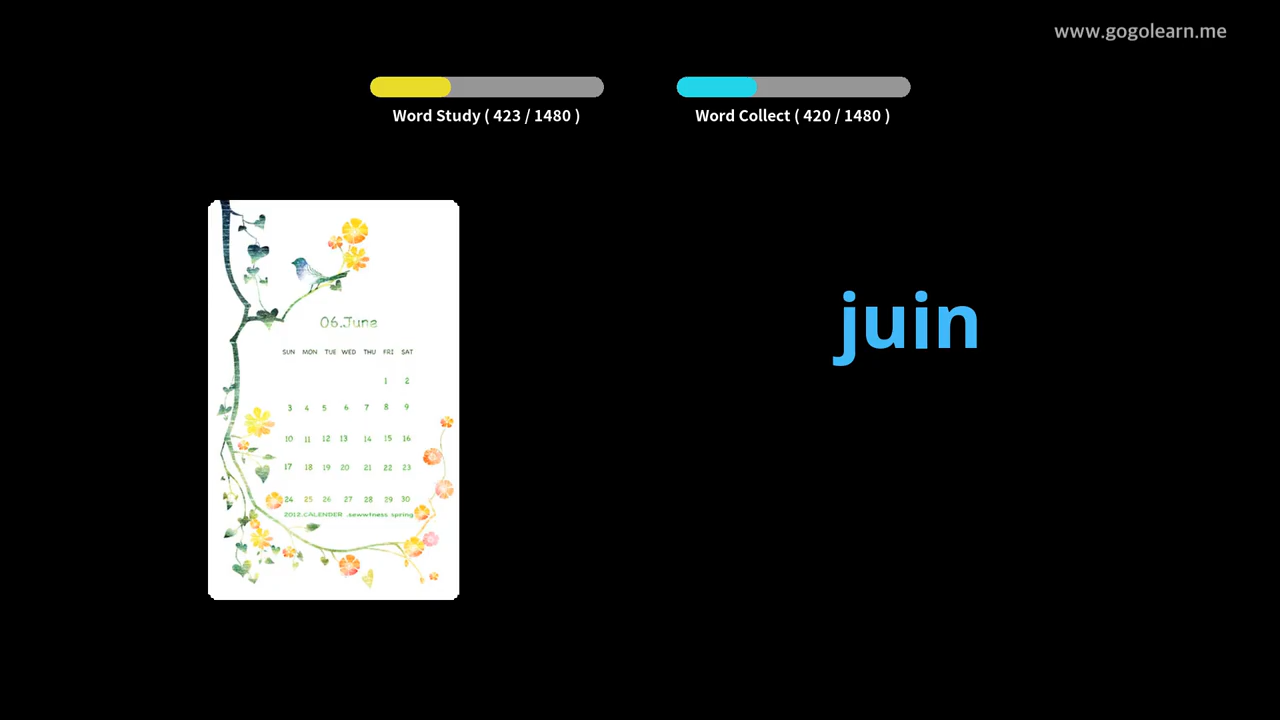 www.gogolearn.me
Word Study ( 423 / 1480 )
Word Collect ( 420 / 1480 )
06.June
SUN MON TUE WED THU FRI SAT
1 2
3 4 5 6 7 8 9
10 11 12 13 14 15 16
17 18 19 20 21 22 23
24 25 26 27 28 29 30
2012.CALENDER .sewwtness spring
juin